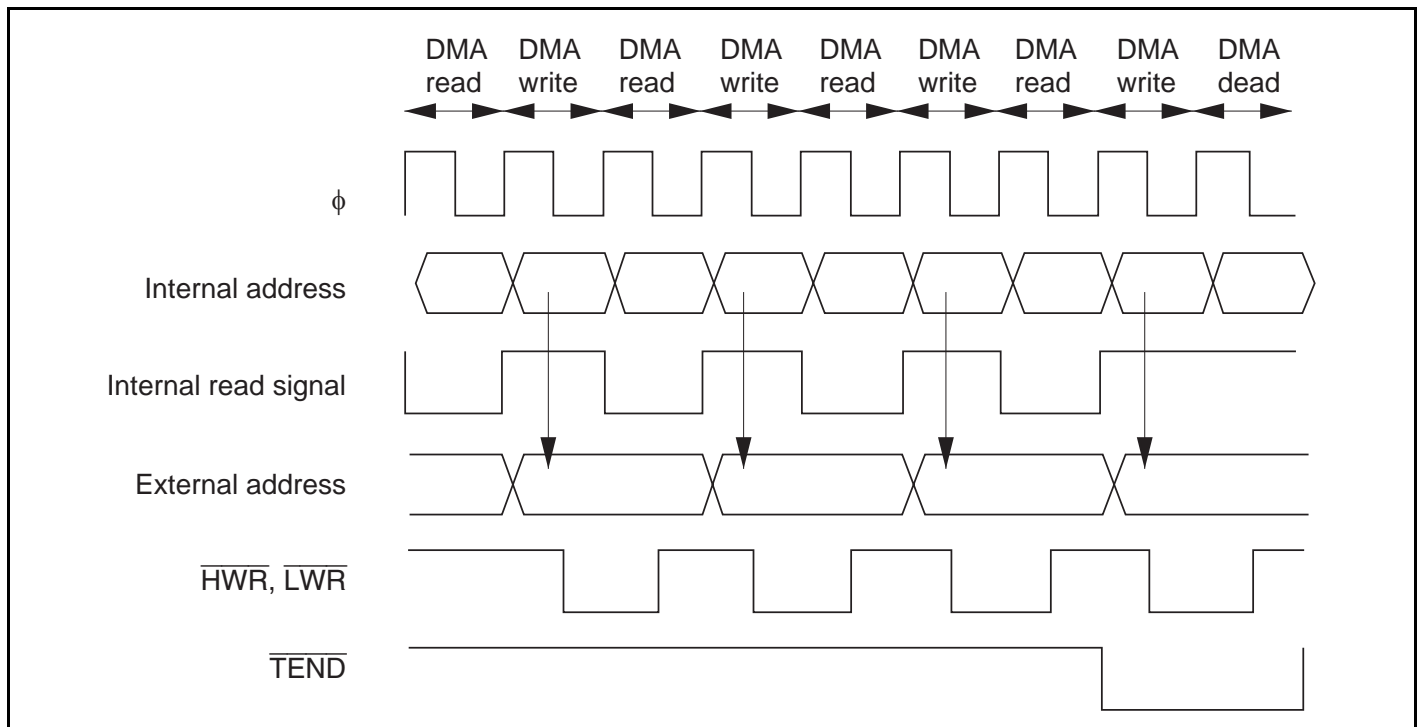 DMA DMA DMA DMA DMA DMA DMA DMA DMA
read write read write read write read write dead
ϕ
Internal address
Internal read signal
External address
HWR, LWR
TEND